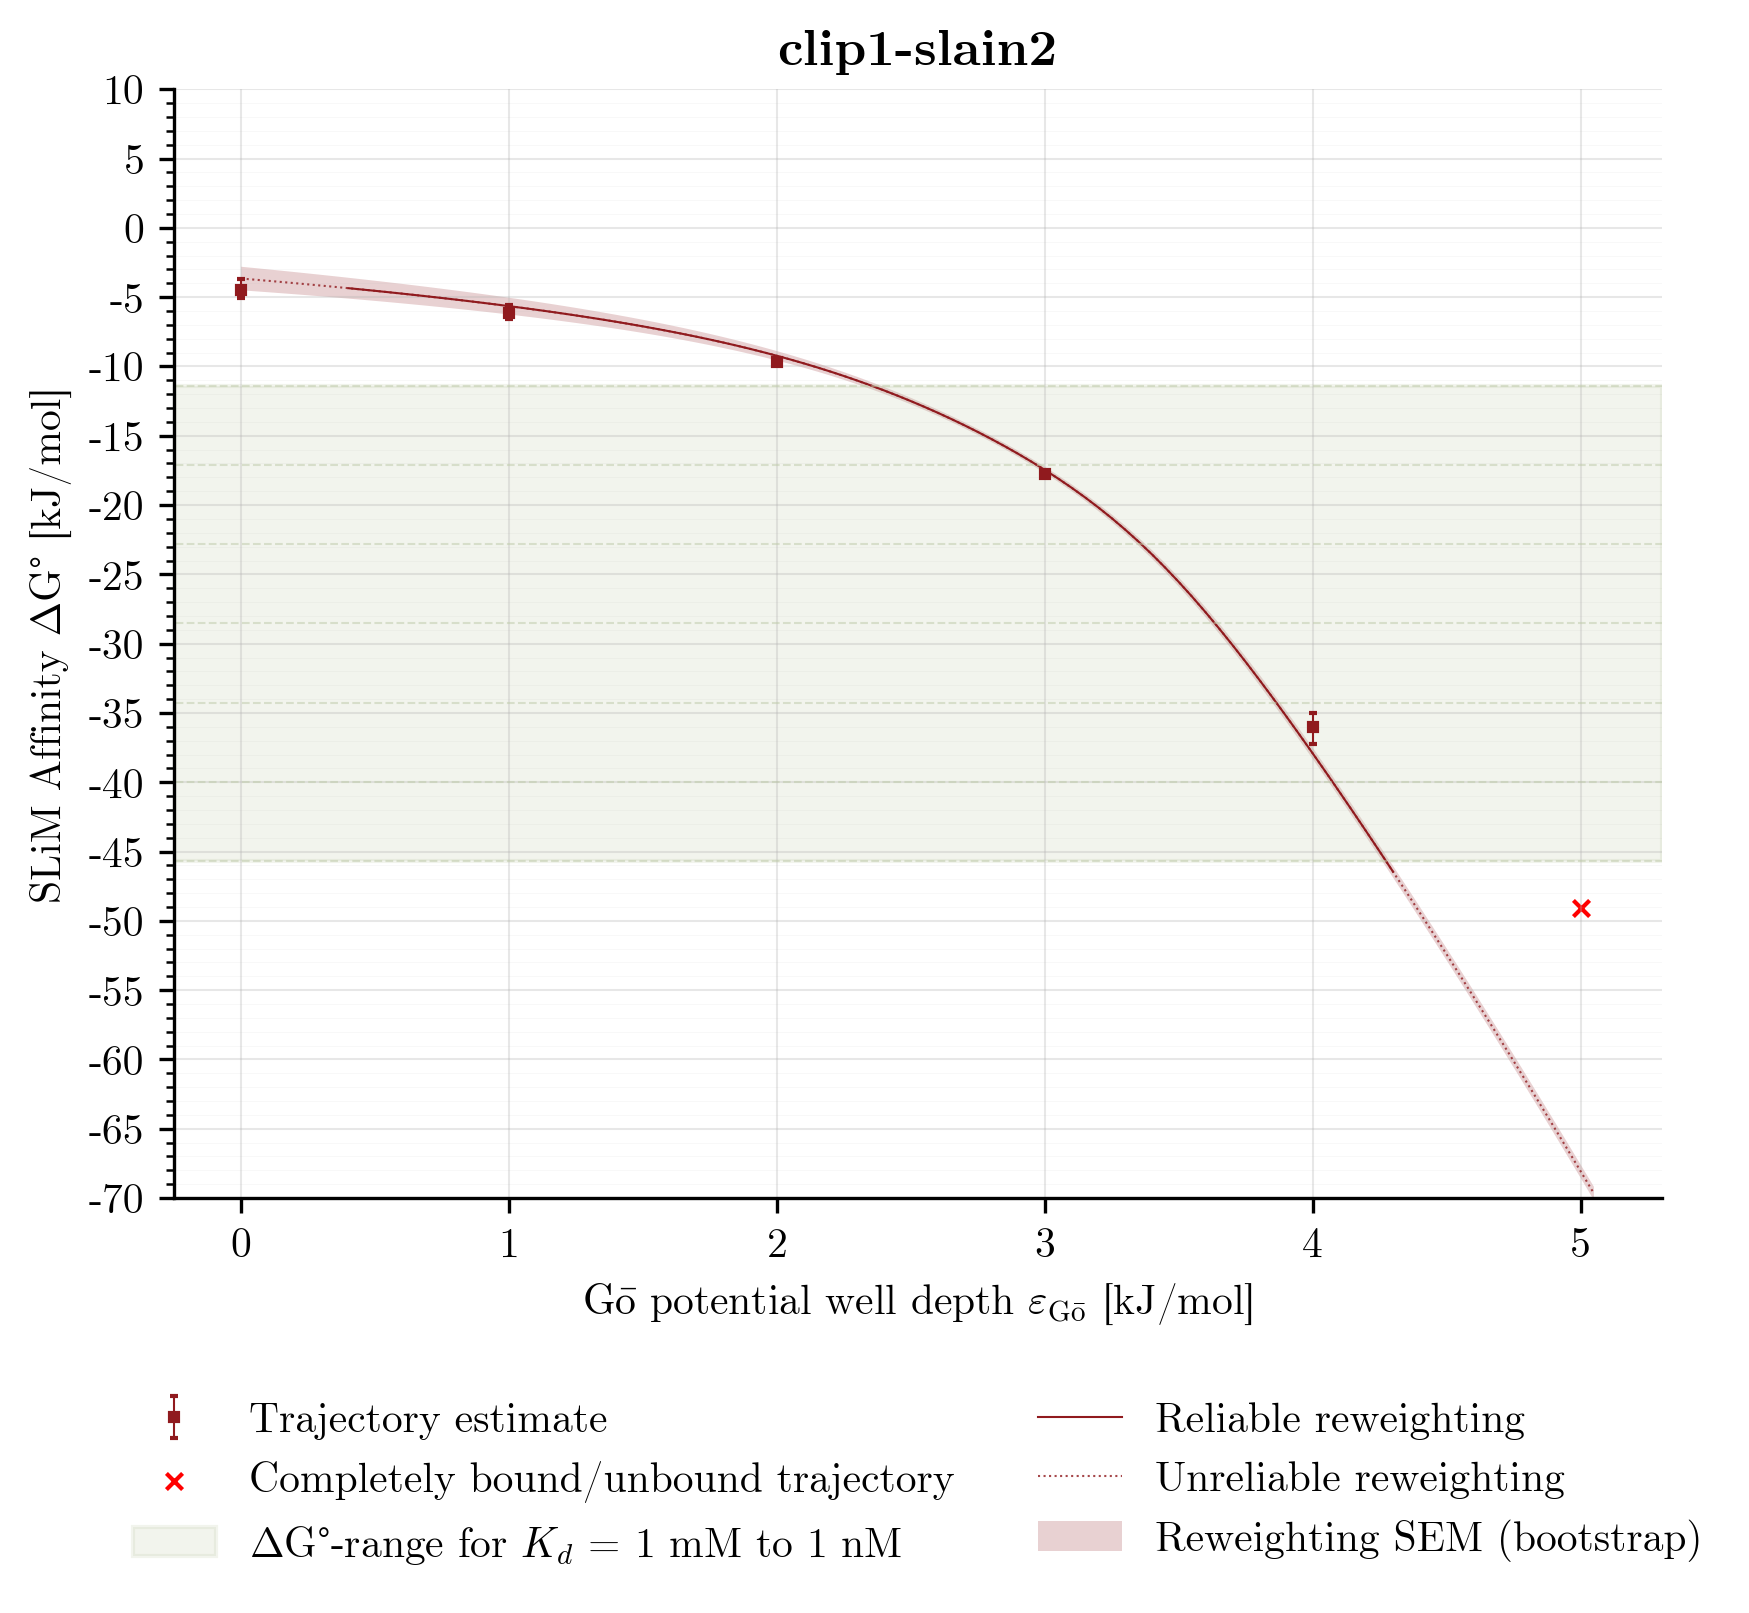 clip1-slain2
10
5
0
-5
-10
-15
-20
-25
-30
-35
-40
-45
-50
-55
-60
-65
-70
SLiM Affinity ΔG° [kJ/mol]
0 1 2 3 4 5
Gō potential well depth ε_Gō [kJ/mol]
Trajectory estimate
Completely bound/unbound trajectory
ΔG°-range for K_d = 1 mM to 1 nM
Reliable reweighting
Unreliable reweighting
Reweighting SEM (bootstrap)